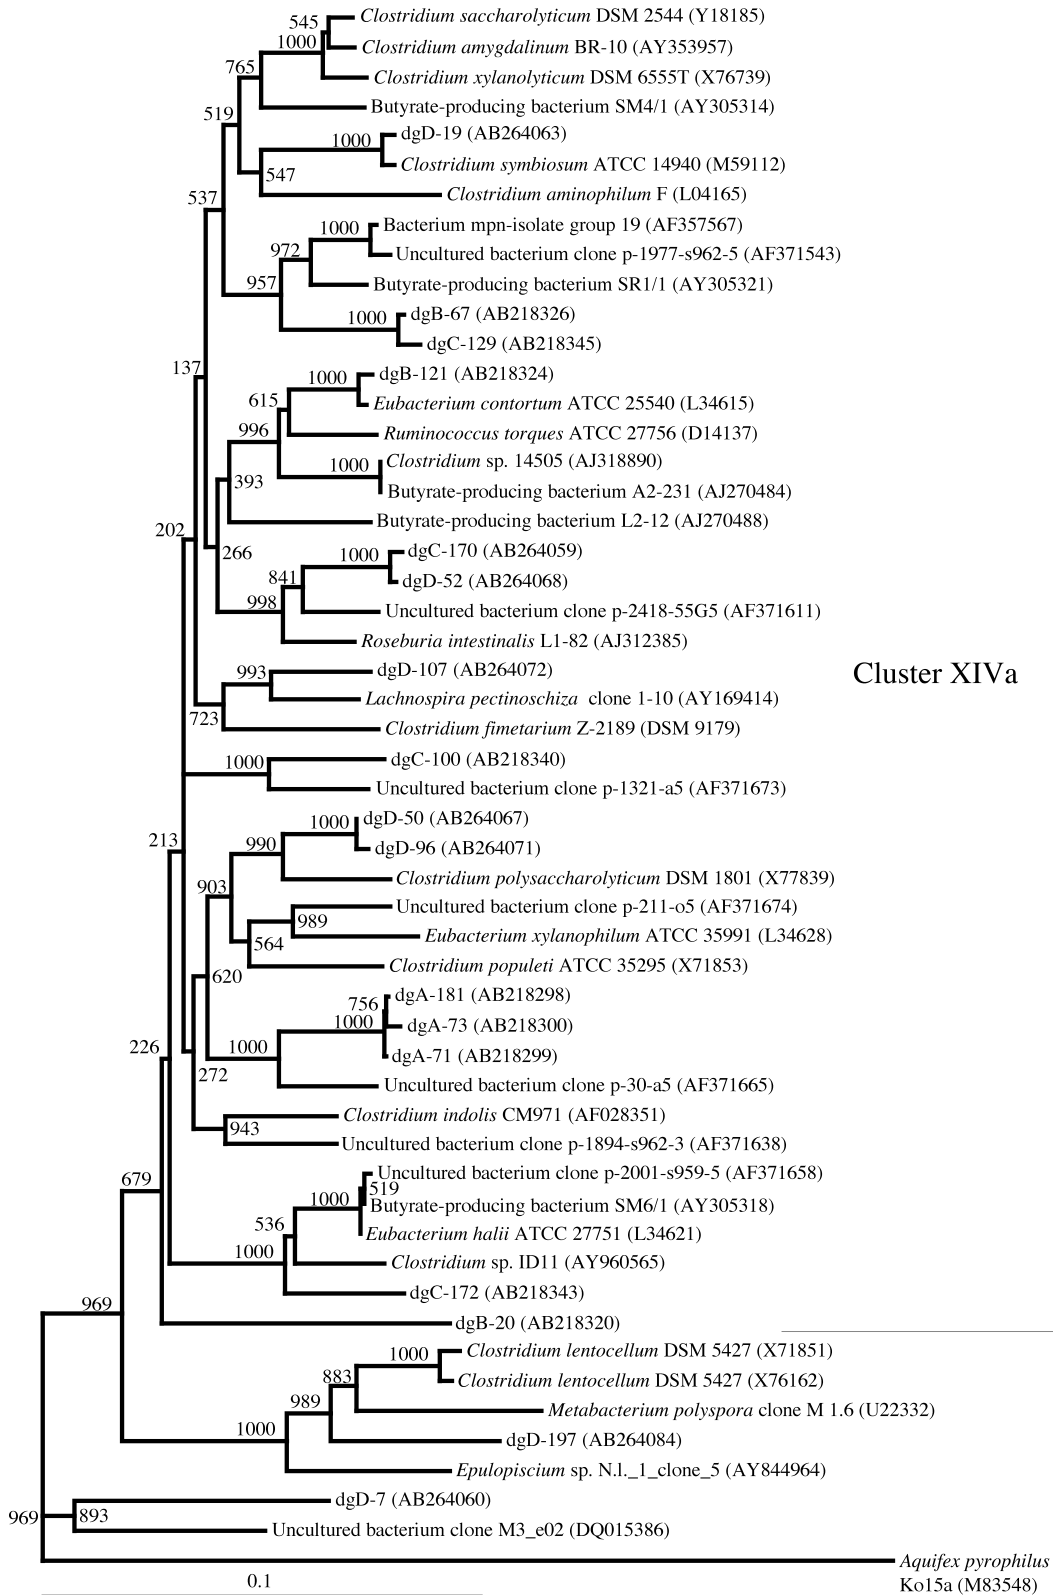 545
Clostridium saccharolyticum DSM 2544 (Y18185)
1000
Clostridium amygdalinum BR-10 (AY353957)
765
Clostridium xylanolyticum DSM 6555T (X76739)
Butyrate-producing bacterium SM4/1 (AY305314)
519
1000
dgD-19 (AB264063)
Clostridium symbiosum ATCC 14940 (M59112)
547
Clostridium aminophilum F (L04165)
537
1000
Bacterium mpn-isolate group 19 (AF357567)
972
Uncultured bacterium clone p-1977-s962-5 (AF371543)
957
Butyrate-producing bacterium SR1/1 (AY305321)
1000
dgB-67 (AB218326)
dgC-129 (AB218345)
137
1000
dgB-121 (AB218324)
615
Eubacterium contortum ATCC 25540 (L34615)
996
Ruminococcus torques ATCC 27756 (D14137)
1000
Clostridium sp. 14505 (AJ318890)
393
Butyrate-producing bacterium A2-231 (AJ270484)
Butyrate-producing bacterium L2-12 (AJ270488)
202
266
1000
dgC-170 (AB264059)
841
dgD-52 (AB264068)
998
Uncultured bacterium clone p-2418-55G5 (AF371611)
Roseburia intestinalis L1-82 (AJ312385)
993
dgD-107 (AB264072)
Cluster XIVa
Lachnospira pectinoschiza clone 1-10 (AY169414)
723
Clostridium fimetarium Z-2189 (DSM 9179)
1000
dgC-100 (AB218340)
Uncultured bacterium clone p-1321-a5 (AF371673)
213
1000
dgD-50 (AB264067)
990
dgD-96 (AB264071)
903
Clostridium polysaccharolyticum DSM 1801 (X77839)
Uncultured bacterium clone p-211-o5 (AF371674)
989
Eubacterium xylanophilum ATCC 35991 (L34628)
564
Clostridium populeti ATCC 35295 (X71853)
620
756
dgA-181 (AB218298)
1000
dgA-73 (AB218300)
226
1000
dgA-71 (AB218299)
272
Uncultured bacterium clone p-30-a5 (AF371665)
Clostridium indolis CM971 (AF028351)
943
Uncultured bacterium clone p-1894-s962-3 (AF371638)
679
Uncultured bacterium clone p-2001-s959-5 (AF371658)
519
1000
Butyrate-producing bacterium SM6/1 (AY305318)
536
Eubacterium halii ATCC 27751 (L34621)
1000
Clostridium sp. ID11 (AY960565)
dgC-172 (AB218343)
969
dgB-20 (AB218320)
1000
Clostridium lentocellum DSM 5427 (X71851)
883
Clostridium lentocellum DSM 5427 (X76162)
989
Metabacterium polyspora clone M 1.6 (U22332)
1000
dgD-197 (AB264084)
Epulopiscium sp. N.l._1_clone_5 (AY844964)
dgD-7 (AB264060)
969
893
Uncultured bacterium clone M3_e02 (DQ015386)
Aquifex pyrophilus
Ko15a (M83548)
0.1